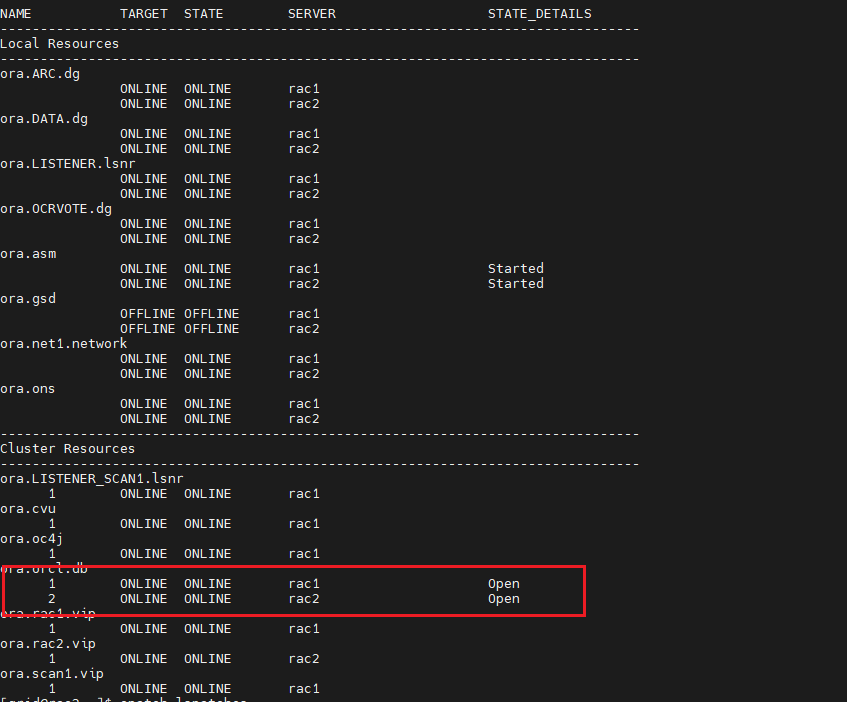 NAME TARGET STATE SERVER STATE_DETAILS
--------------------------------------------------------------------------------
Local Resources
--------------------------------------------------------------------------------
ora.ARC.dg
ONLINE ONLINE rac1
ONLINE ONLINE rac2
ora.DATA.dg
ONLINE ONLINE rac1
ONLINE ONLINE rac2
ora.LISTENER.lsnr
ONLINE ONLINE rac1
ONLINE ONLINE rac2
ora.OCRVOTE.dg
ONLINE ONLINE rac1
ONLINE ONLINE rac2
ora.asm
ONLINE ONLINE rac1 Started
ONLINE ONLINE rac2 Started
ora.gsd
OFFLINE OFFLINE rac1
OFFLINE OFFLINE rac2
ora.net1.network
ONLINE ONLINE rac1
ONLINE ONLINE rac2
ora.ons
ONLINE ONLINE rac1
ONLINE ONLINE rac2
--------------------------------------------------------------------------------
Cluster Resources
--------------------------------------------------------------------------------
ora.LISTENER_SCAN1.lsnr
1 ONLINE ONLINE rac1
ora.cvu
1 ONLINE ONLINE rac1
ora.oc4j
1 ONLINE ONLINE rac1
ora.orcl.db
1 ONLINE ONLINE rac1 Open
2 ONLINE ONLINE rac2 Open
ora.rac1.vip
1 ONLINE ONLINE rac1
ora.rac2.vip
1 ONLINE ONLINE rac2
ora.scan1.vip
1 ONLINE ONLINE rac1